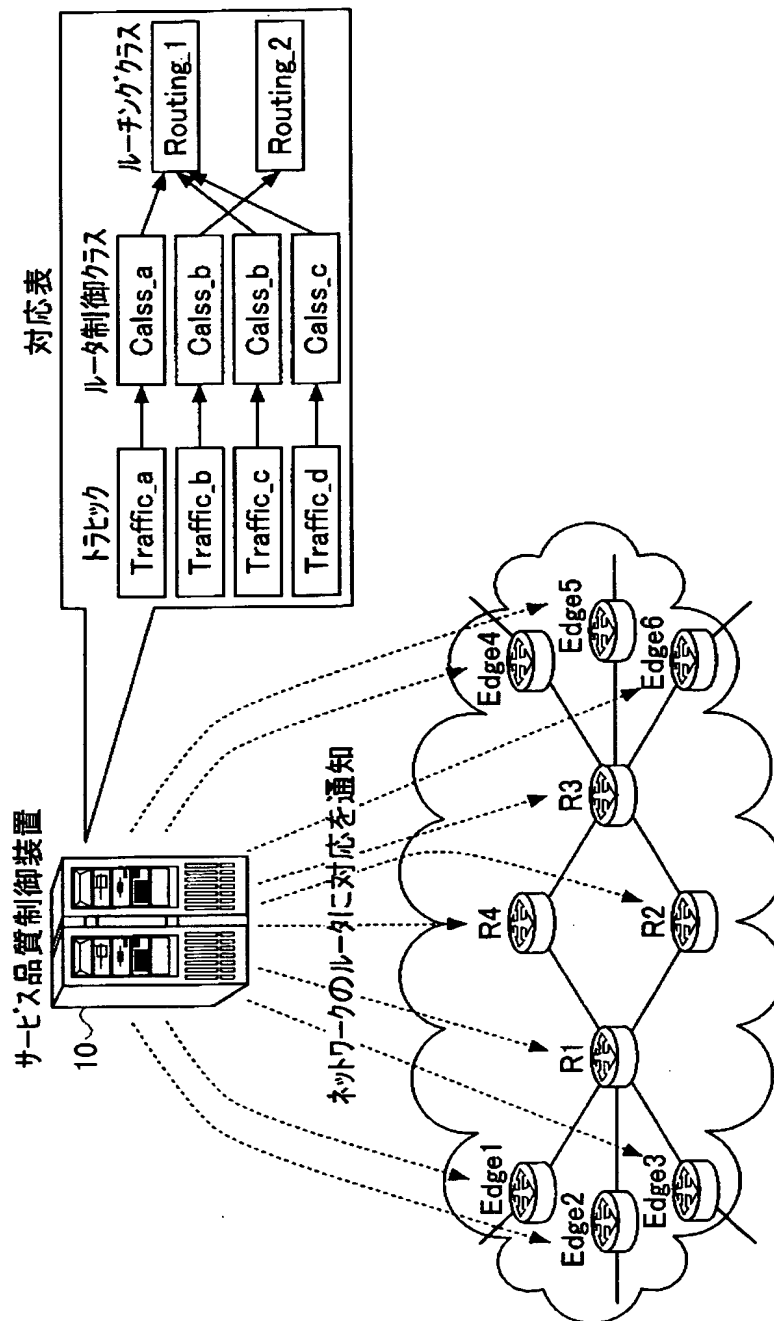 対応表
トラヒック
ルータ制御クラス
ルーチングクラス
Traffic_a
Calss_a
Routing_1
Traffic_b
Calss_b
Routing_2
Traffic_c
Calss_b
Traffic_d
Calss_c
サービス品質制御装置
10
ネットワークのルータに対応を通知
Edge1
Edge2
Edge3
R1
R4
R2
R3
Edge4
Edge5
Edge6